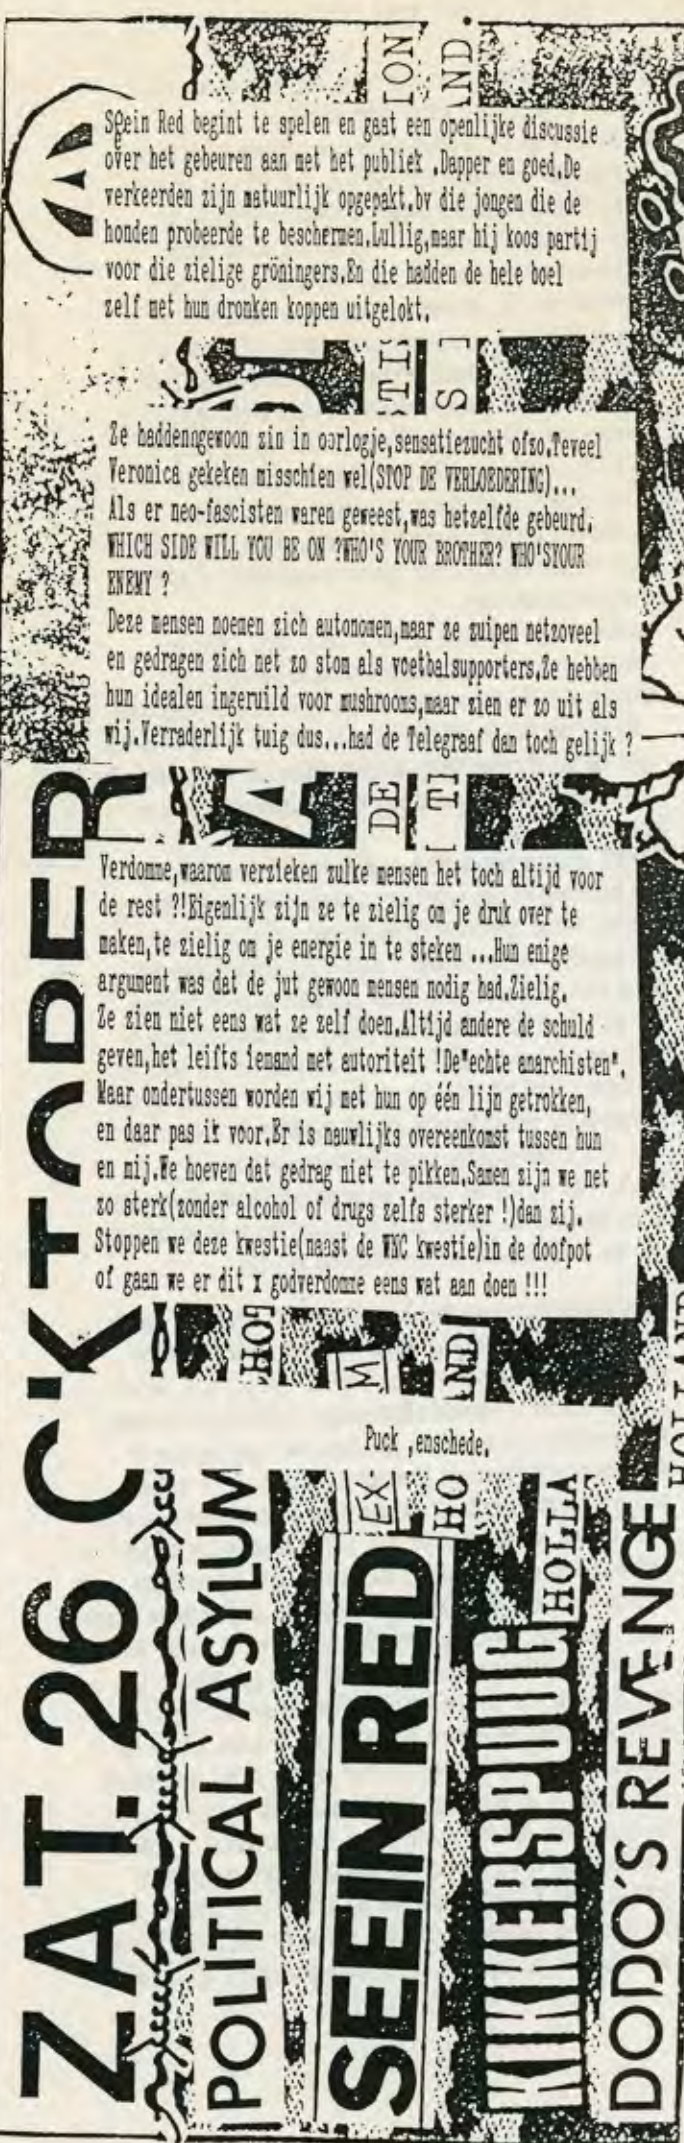 Seein Red begint te spelen en gaat een openlijke discussie
over het gebeuren aan met het publiek .Dapper en goed.De
verkeerden zijn natuurlijk opgepakt.bv die jongen die de
honden probeerde te beschermen.Lullig,maar hij koos partij
voor die zielige gröningers.En die hadden de hele boel
zelf met hun dronken koppen uitgelokt.
Ze haddenngewoon zin in oorlogje,sensatiezucht ofzo.Teveel
Veronica gekeken misschien wel(STOP DE VERLOEDERING)...
Als er neo-fascisten waren geweest,was hetzelfde gebeurd.
WHICH SIDE WILL YOU BE ON ?WHO'S YOUR BROTHER? WHO'SYOUR
ENEMY ?
Deze mensen noemen zich autonomen,maar ze zuipen netzoveel
en gedragen zich net zo stom als voetbalsupporters.Ze hebben
hun idealen ingeruild voor mushrooms,maar zien er zo uit als
wij.Verraderlijk tuig dus...had de Telegraaf dan toch gelijk ?
Verdomme,waarom verzieken zulke mensen het toch altijd voor
de rest ?!Eigenlijk zijn ze te zielig om je druk over te
maken,te zielig om je energie in te steken ...Hun enige
argument was dat de jut gewoon mensen nodig had.Zielig.
Ze zien niet eens wat ze zelf doen.Altijd andere de schuld
geven,het leifts iemand met autoriteit !De"echte anarchisten".
Maar ondertussen worden wij met hun op één lijn getrokken,
en daar pas ik voor.Er is nauwlijks overeenkomst tussen hun
en mij.We hoeven dat gedrag niet te pikken.Samen zijn we net
zo sterk(zonder alcohol of drugs zelfs sterker !)dan zij.
Stoppen we deze kwestie(naast de WNC kwestie)in de doofpot
of gaan we er dit x godverdomme eens wat aan doen !!!
Puck ,enschede.
ZAT. 26 O'KTOBER
POLITICAL ASYLUM
SEEIN RED
EX-
KIKKERSPUUG
HOLLA
DODO'S REVENGE
HOLLAND